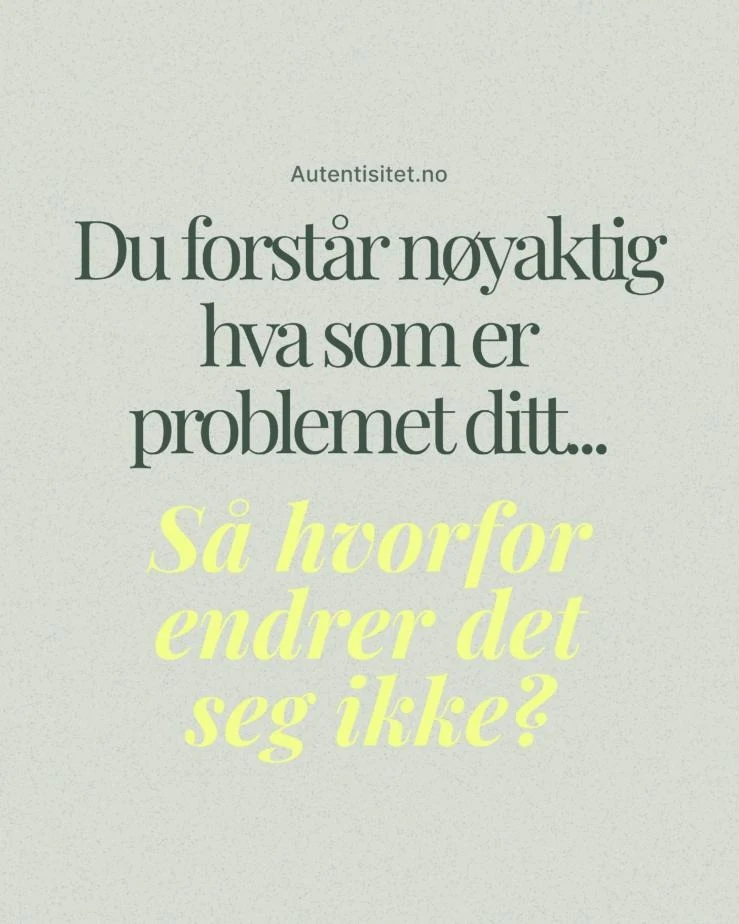 Autentisitet.no
Du forstår nøyaktig
hva som er
problemet ditt...
Så hvorfor
endrer det
seg ikke?